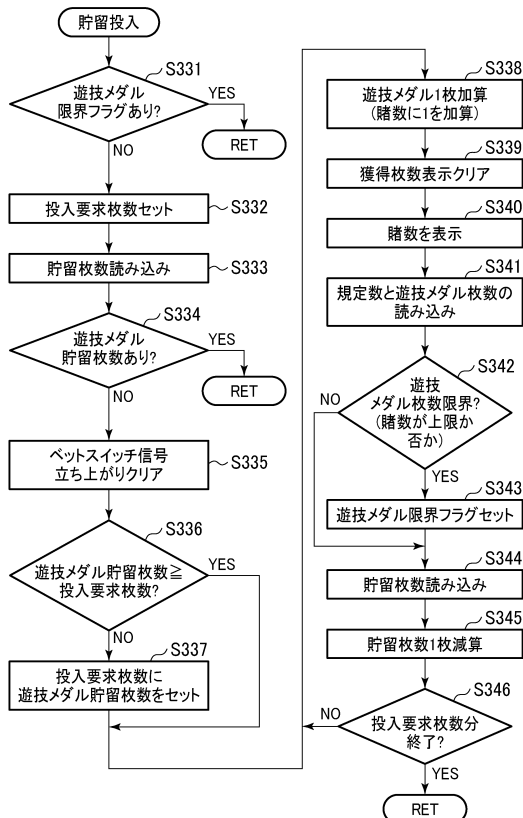 貯留投入
S331
遊技メダル
限界フラグあり?
YES
RET
NO
投入要求枚数セット
S332
貯留枚数読み込み
S333
S334
遊技メダル
貯留枚数あり?
YES
RET
NO
ベットスイッチ信号
立ち上がりクリア
S335
S336
遊技メダル貯留枚数≧
投入要求枚数?
YES
NO
S337
投入要求枚数に
遊技メダル貯留枚数をセット
S338
遊技メダル1枚加算
(賭数に1を加算)
S339
獲得枚数表示クリア
S340
賭数を表示
S341
規定数と遊技メダル枚数の
読み込み
S342
遊技
メダル枚数限界?
(賭数が上限か
否か)
NO
YES
S343
遊技メダル限界フラグセット
S344
貯留枚数読み込み
S345
貯留枚数1枚減算
S346
投入要求枚数分
終了?
NO
YES
RET